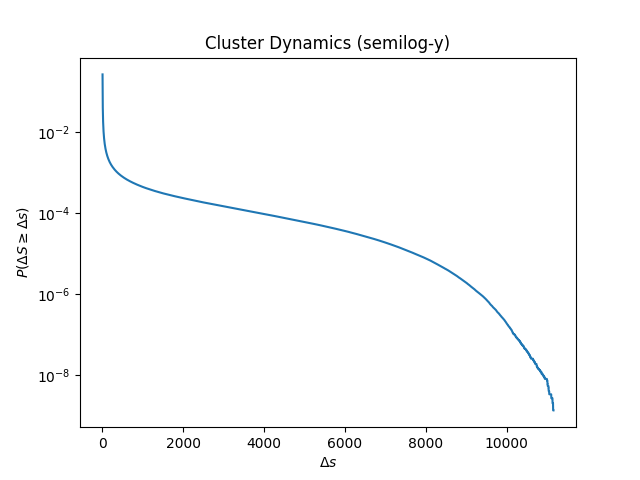 Cluster Dynamics (semilog-y)
P(ΔS ≥ Δs)
10⁻²
10⁻⁴
10⁻⁶
10⁻⁸
0 2000 4000 6000 8000 10000
Δs